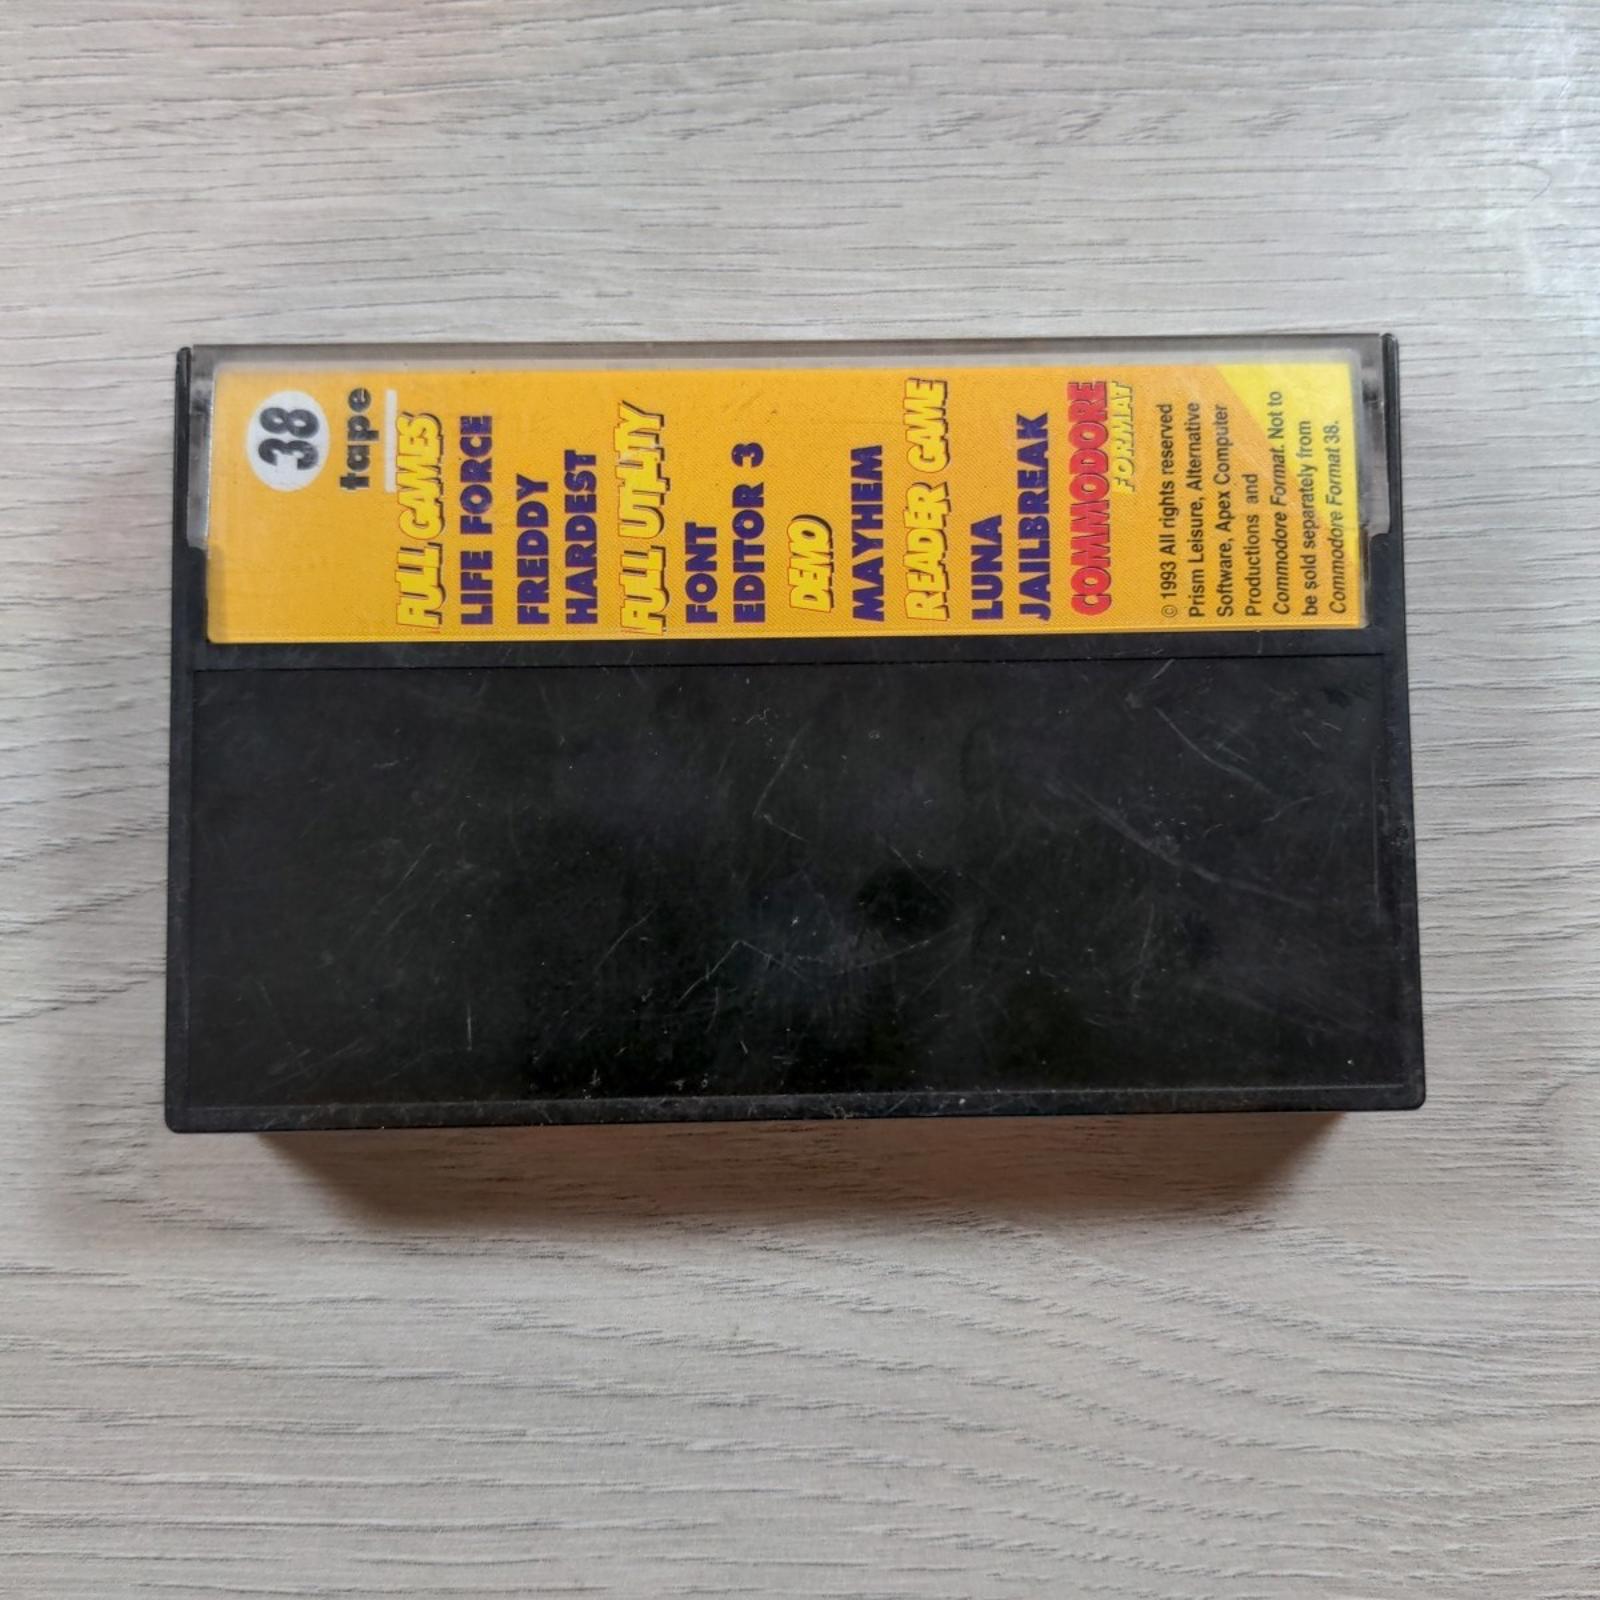 38
tape
FULL GAMES
LIFE FORCE
FREDDY
HARDEST
FULL UTILITY
FONT
EDITOR 3
DEMO
MAYHEM
READER GAME
LUNA
JAILBREAK
COMMODORE
FORMAT
© 1993 All rights reserved
Prism Leisure, Alternative
Software, Apex Computer
Productions and
Commodore Format. Not to
be sold separately from
Commodore Format 38.